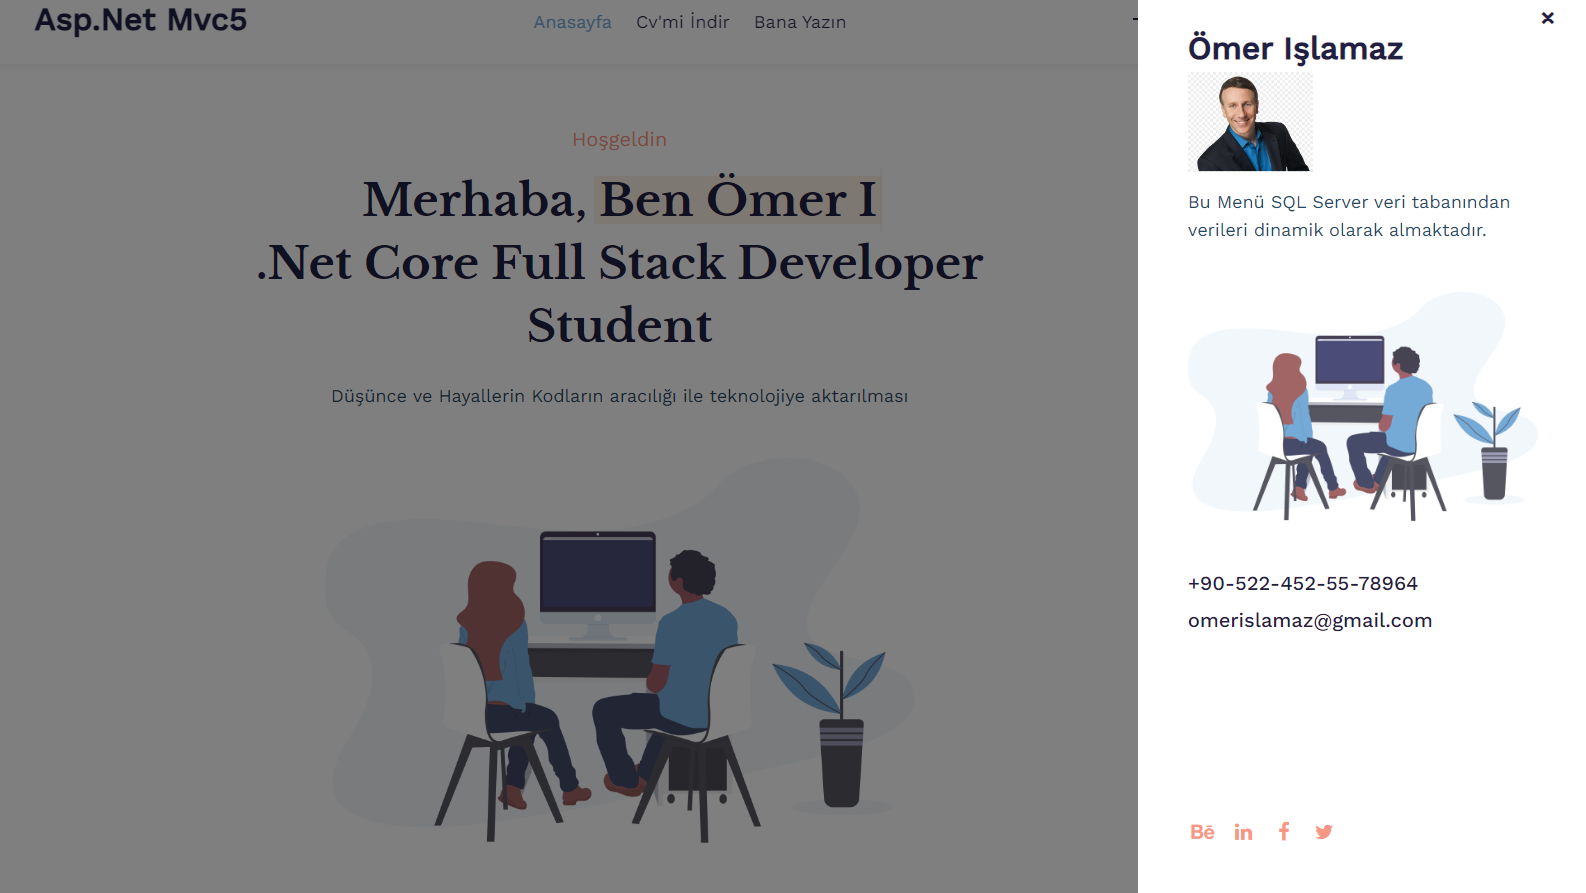 Asp.Net Mvc5
Anasayfa Cv'mi İndir Bana Yazın
Hoşgeldin
Merhaba, Ben Ömer I
.Net Core Full Stack Developer
Student
Düşünce ve Hayallerin Kodların aracılığı ile teknolojiye aktarılması
Ömer Işlamaz
Bu Menü SQL Server veri tabanından
verileri dinamik olarak almaktadır.
+90-522-452-55-78964
omerislamaz@gmail.com